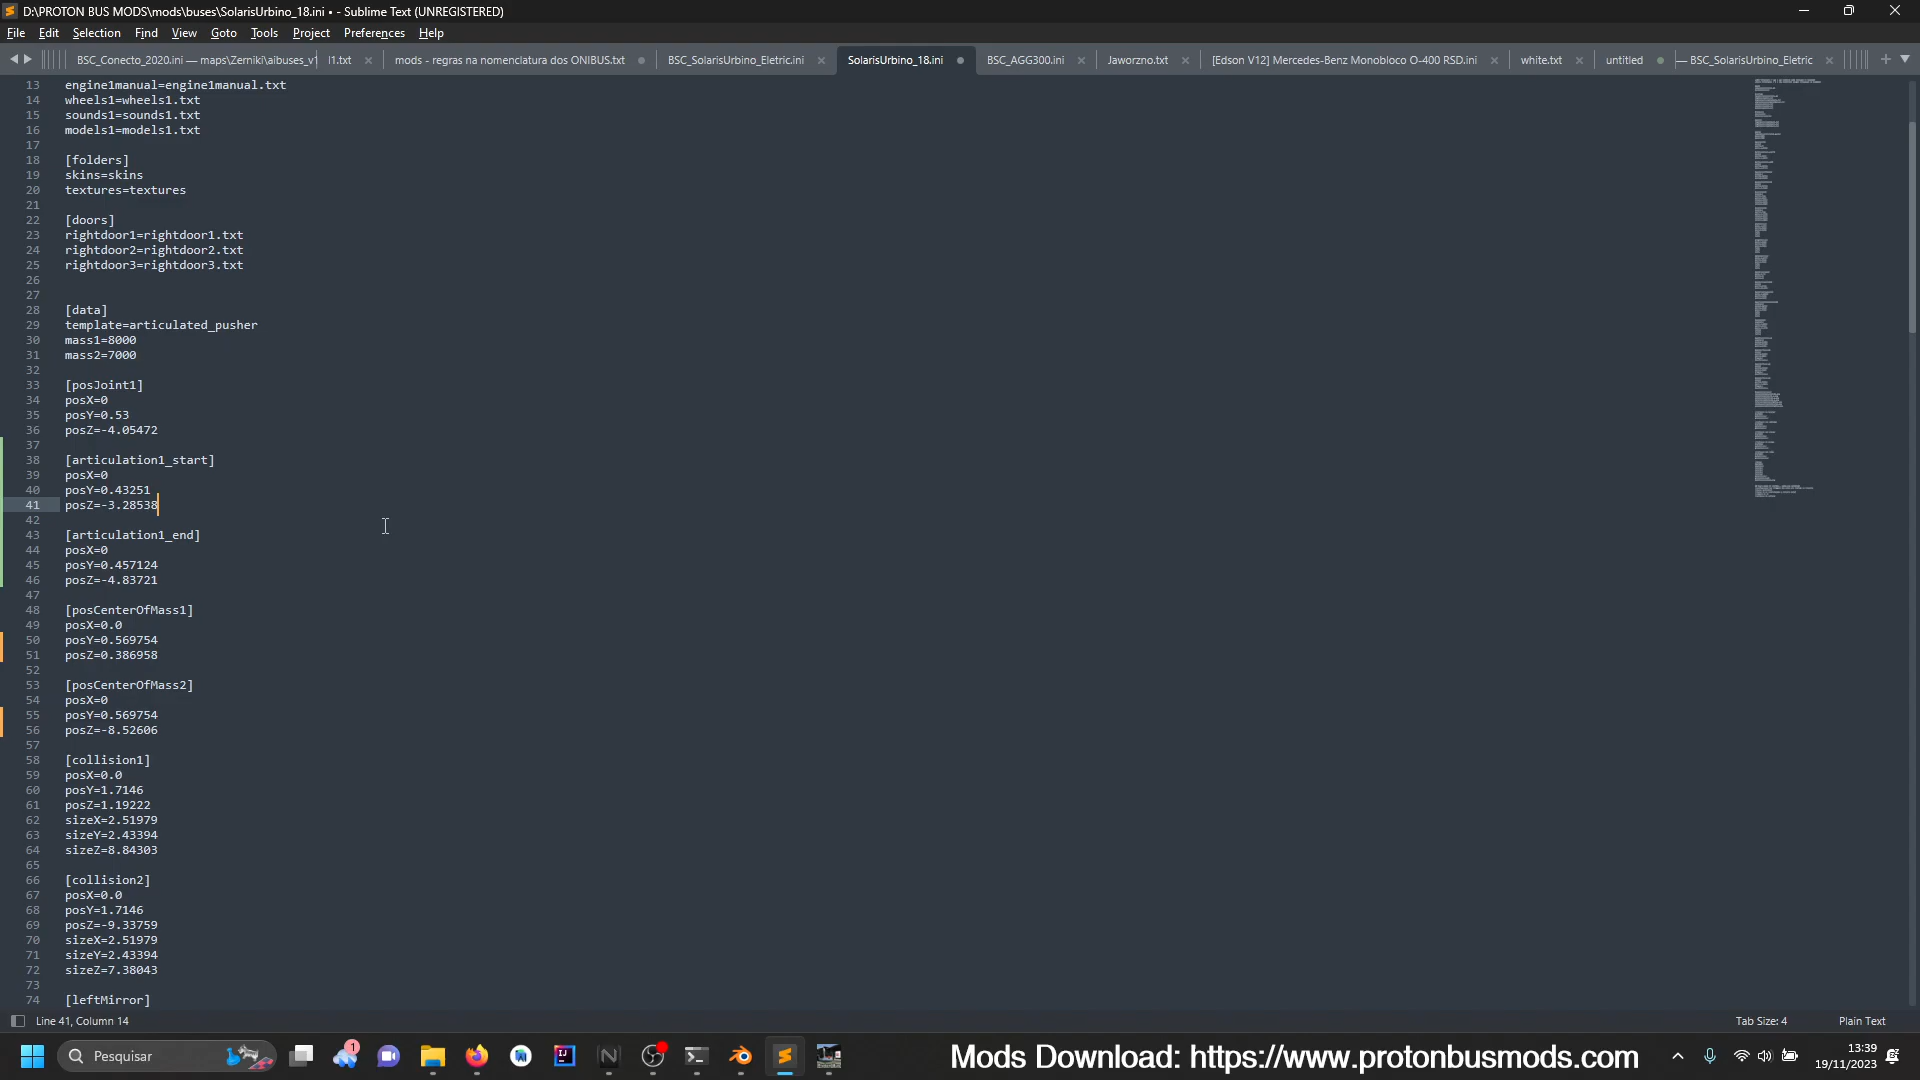 D:\PROTON BUS MODS\mods\buses\SolarisUrbino_18.ini • - Sublime Text (UNREGISTERED)
File Edit Selection Find View Goto Tools Project Preferences Help
BSC_Conecto_2020.ini — maps\Zerniki\aibuses_v1 l1.txt mods - regras na nomenclatura dos ONIBUS.txt BSC_SolarisUrbino_Eletric.ini SolarisUrbino_18.ini BSC_AGG300.ini Jaworzno.txt [Edson V12] Mercedes-Benz Monobloco O-400 RSD.ini white.txt untitled — BSC_SolarisUrbino_Eletric
13 engine1manual=engine1manual.txt
14 wheels1=wheels1.txt
15 sounds1=sounds1.txt
16 models1=models1.txt
17
18 [folders]
19 skins=skins
20 textures=textures
21
22 [doors]
23 rightdoor1=rightdoor1.txt
24 rightdoor2=rightdoor2.txt
25 rightdoor3=rightdoor3.txt
26
27
28 [data]
29 template=articulated_pusher
30 mass1=8000
31 mass2=7000
32
33 [posJoint1]
34 posX=0
35 posY=0.53
36 posZ=-4.05472
37
38 [articulation1_start]
39 posX=0
40 posY=0.43251
41 posZ=-3.28538
42
43 [articulation1_end]
44 posX=0
45 posY=0.457124
46 posZ=-4.83721
47
48 [posCenterOfMass1]
49 posX=0.0
50 posY=0.569754
51 posZ=0.386958
52
53 [posCenterOfMass2]
54 posX=0
55 posY=0.569754
56 posZ=-8.52606
57
58 [collision1]
59 posX=0.0
60 posY=1.7146
61 posZ=1.19222
62 sizeX=2.51979
63 sizeY=2.43394
64 sizeZ=8.84303
65
66 [collision2]
67 posX=0.0
68 posY=1.7146
69 posZ=-9.33759
70 sizeX=2.51979
71 sizeY=2.43394
72 sizeZ=7.38043
73
74 [leftMirror]
Line 41, Column 14 Tab Size: 4 Plain Text
Pesquisar 1 Mods Download: https://www.protonbusmods.com 13:39
19/11/2023